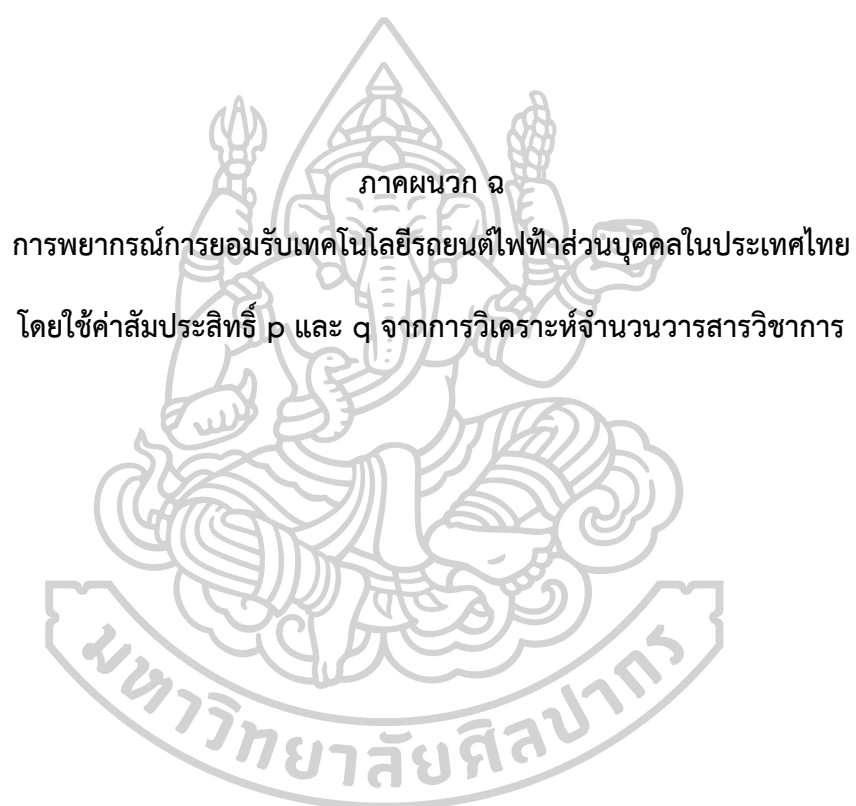 ภาคผนวก ฉ
การพยากรณ์การยอมรับเทคโนโลยีรถยนต์ไฟฟ้าส่วนบุคคลในประเทศไทย
โดยใช้ค่าสัมประสิทธิ์ p และ q จากการวิเคราะห์จำนวนวารสารวิชาการ
มหาวิทยาลัยศิลปากร